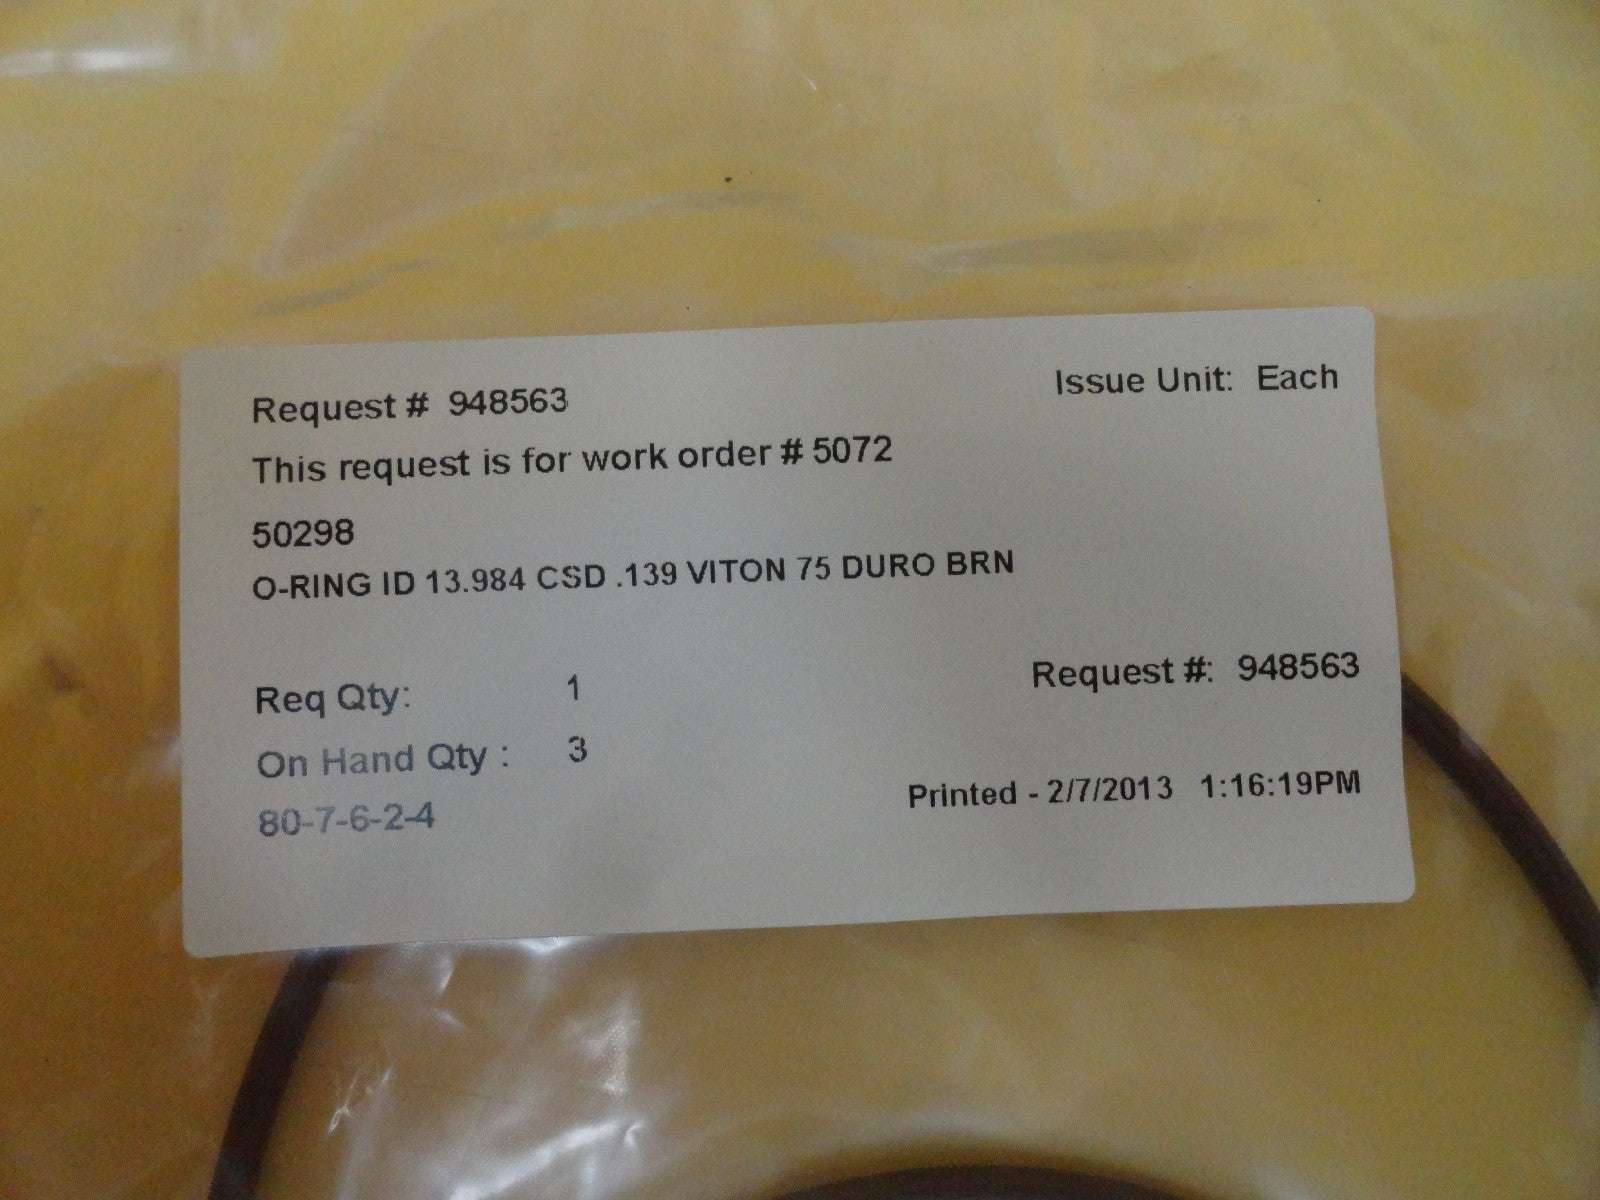 Request # 948563 Issue Unit: Each
This request is for work order # 5072
50298
O-RING ID 13.984 CSD .139 VITON 75 DURO BRN
Req Qty: 1 Request #: 948563
On Hand Qty : 3
80-7-6-2-4 Printed - 2/7/2013 1:16:19PM